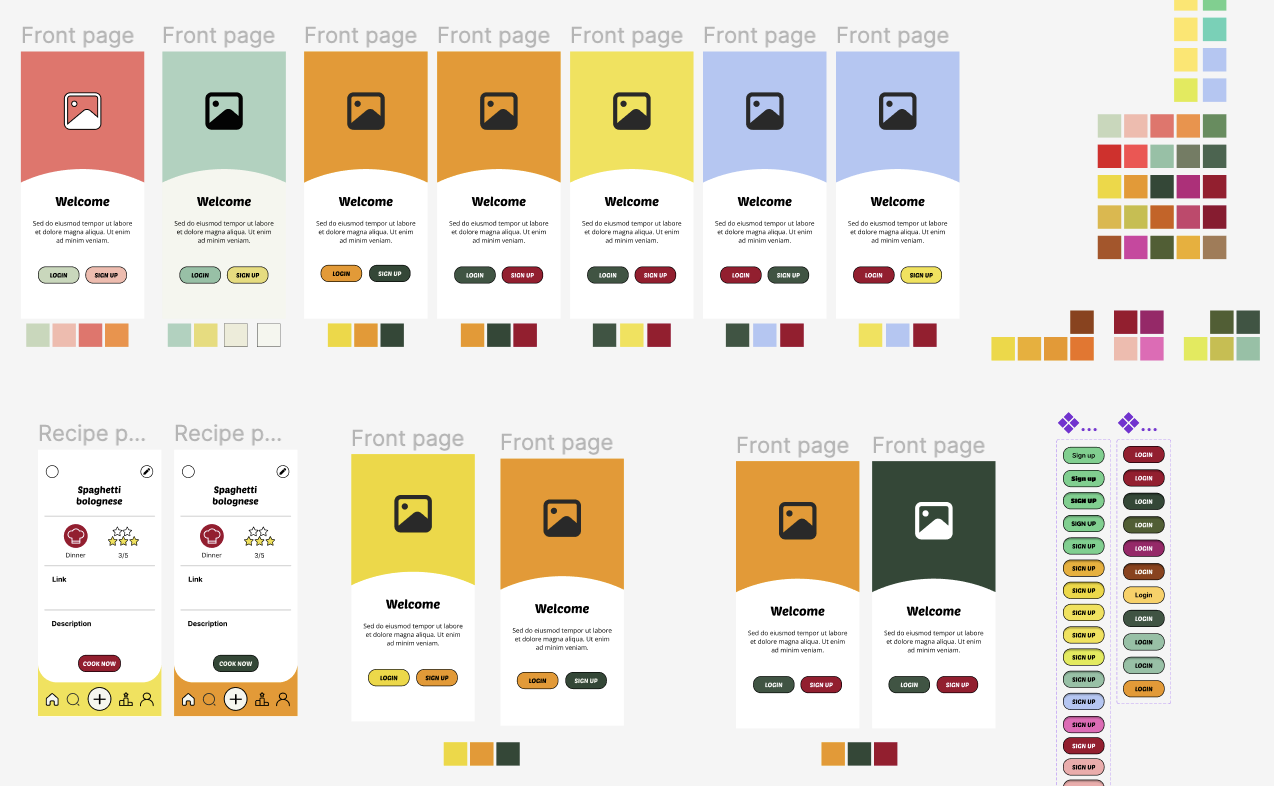 Front page
Front page
Front page
Front page
Front page
Front page
Front page
Welcome
Sed do eiusmod tempor ut labore
et dolore magna aliqua. Ut enim
ad minim veniam.
LOGIN
SIGN UP
Welcome
Sed do eiusmod tempor ut labore
et dolore magna aliqua. Ut enim
ad minim veniam.
LOGIN
SIGN UP
Welcome
Sed do eiusmod tempor ut labore
et dolore magna aliqua. Ut enim
ad minim veniam.
LOGIN
SIGN UP
Welcome
Sed do eiusmod tempor ut labore
et dolore magna aliqua. Ut enim
ad minim veniam.
LOGIN
SIGN UP
Welcome
Sed do eiusmod tempor ut labore
et dolore magna aliqua. Ut enim
ad minim veniam.
LOGIN
SIGN UP
Welcome
Sed do eiusmod tempor ut labore
et dolore magna aliqua. Ut enim
ad minim veniam.
LOGIN
SIGN UP
Welcome
Sed do eiusmod tempor ut labore
et dolore magna aliqua. Ut enim
ad minim veniam.
LOGIN
SIGN UP
Recipe p...
Spaghetti
bolognese
Dinner
3/5
Link
Description
COOK NOW
Recipe p...
Spaghetti
bolognese
Dinner
3/5
Link
Description
COOK NOW
Front page
Welcome
Sed do eiusmod tempor ut labore
et dolore magna aliqua. Ut enim
ad minim veniam.
LOGIN
SIGN UP
Front page
Welcome
Sed do eiusmod tempor ut labore
et dolore magna aliqua. Ut enim
ad minim veniam.
LOGIN
SIGN UP
Front page
Welcome
Sed do eiusmod tempor ut labore
et dolore magna aliqua. Ut enim
ad minim veniam.
LOGIN
SIGN UP
Front page
Welcome
Sed do eiusmod tempor ut labore
et dolore magna aliqua. Ut enim
ad minim veniam.
LOGIN
SIGN UP
...
Sign up
Sign up
SIGN UP
SIGN UP
SIGN UP
SIGN UP
SIGN UP
SIGN UP
SIGN UP
SIGN UP
SIGN UP
SIGN UP
SIGN UP
SIGN UP
SIGN UP
...
LOGIN
LOGIN
LOGIN
LOGIN
LOGIN
LOGIN
Login
LOGIN
LOGIN
LOGIN
LOGIN